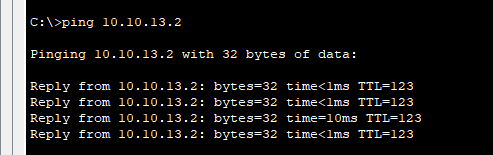 C:\>ping 10.10.13.2
Pinging 10.10.13.2 with 32 bytes of data:
Reply from 10.10.13.2: bytes=32 time<1ms TTL=123
Reply from 10.10.13.2: bytes=32 time<1ms TTL=123
Reply from 10.10.13.2: bytes=32 time=10ms TTL=123
Reply from 10.10.13.2: bytes=32 time<1ms TTL=123